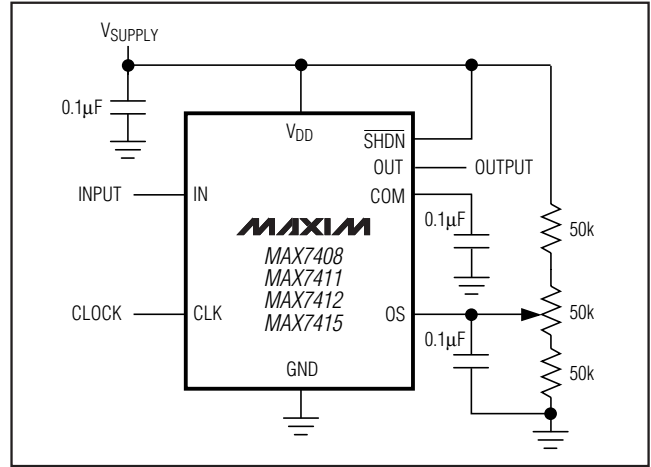 VSUPPLY
0.1μF
VDD
SHDN
OUT
OUTPUT
INPUT
IN
COM
MAXIM
0.1μF
50k
MAX7408
MAX7411
MAX7412
MAX7415
CLOCK
CLK
OS
50k
0.1μF
GND
50k